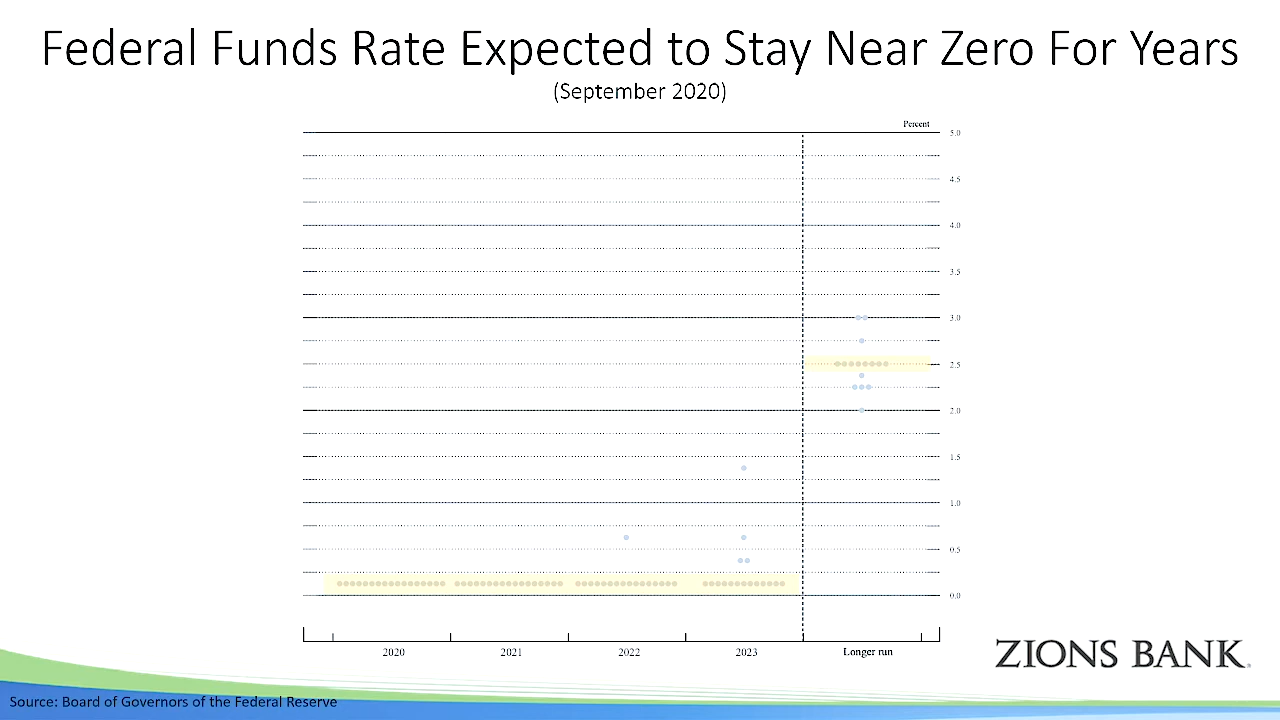 Federal Funds Rate Expected to Stay Near Zero For Years
(September 2020)
Percent
5.0
4.5
4.0
3.5
3.0
2.5
2.0
1.5
1.0
0.5
0.0
2020 2021 2022 2023 Longer run
ZIONS BANK®
Source: Board of Governors of the Federal Reserve